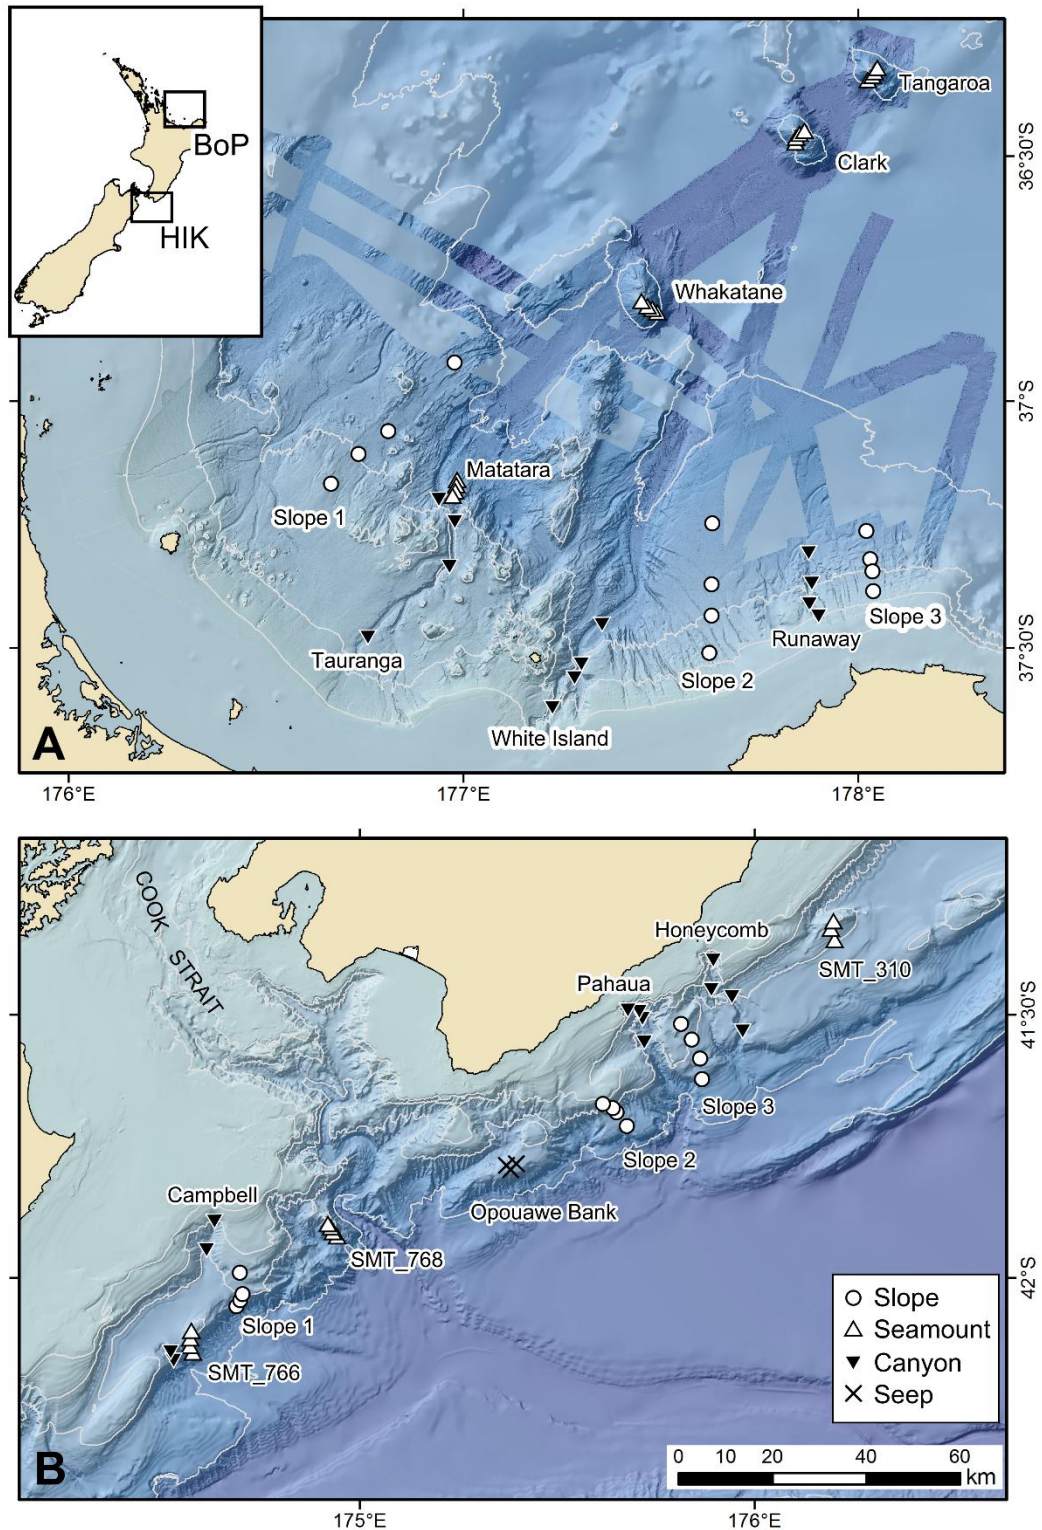 BoP
HIK
Tangaroa
Clark
36°30'S
Whakatane
37°S
Matatara
Slope 1
Slope 3
Runaway
Tauranga
37°30'S
Slope 2
White Island
A
176°E
177°E
178°E
COOK STRAIT
Honeycomb
SMT_310
Pahaua
41°30'S
Slope 3
Slope 2
Campbell
Opouawe Bank
SMT_768
42°S
Slope 1
SMT_766
Slope
Seamount
Canyon
Seep
B
0 10 20 40 60
km
175°E
176°E